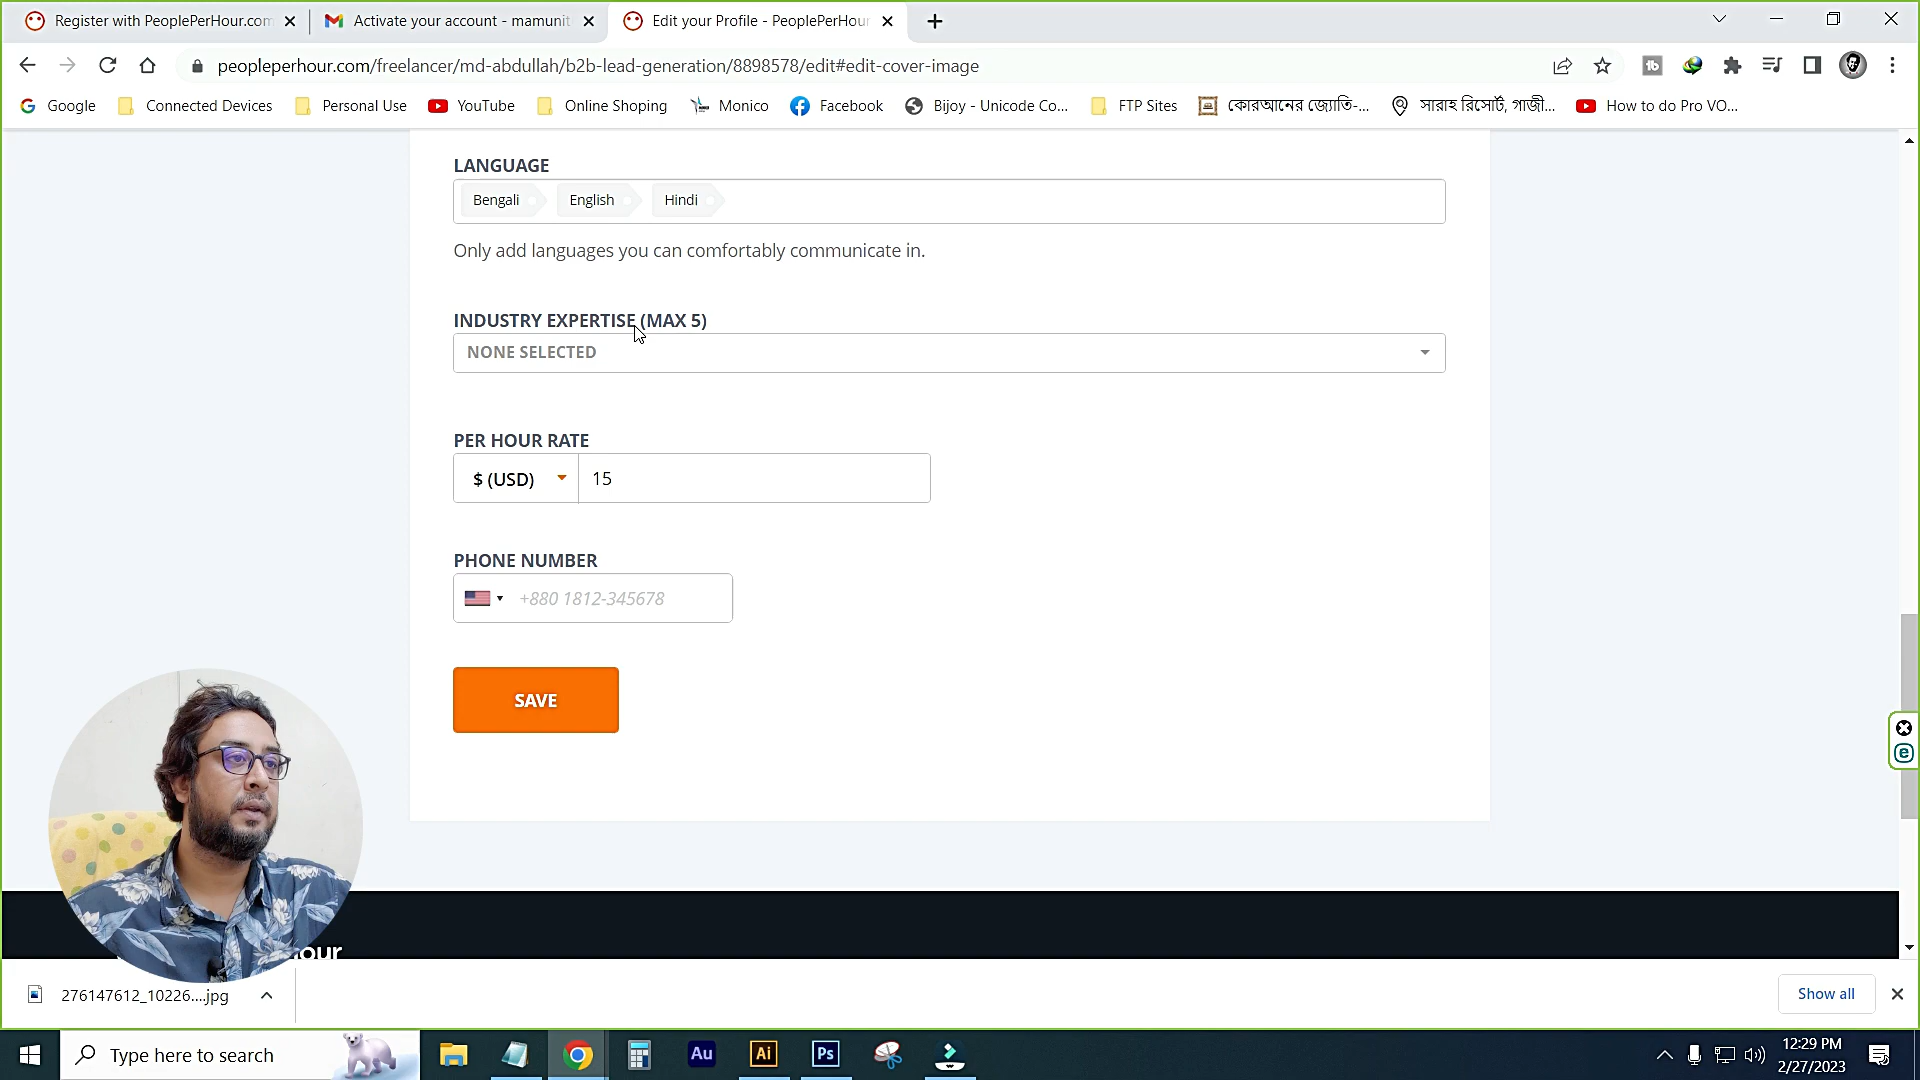 Register with PeoplePerHour.com
Activate your account - mamunit
Edit your Profile - PeoplePerHour
peopleperhour.com/freelancer/md-abdullah/b2b-lead-generation/8898578/edit#edit-cover-image
Google
Connected Devices
Personal Use
YouTube
Online Shoping
Monico
Facebook
Bijoy - Unicode Co...
FTP Sites
কোরআনের জ্যোতি-...
সারাহ রিসোর্ট, গাজী...
How to do Pro VO...
LANGUAGE
Bengali English Hindi
Only add languages you can comfortably communicate in.
INDUSTRY EXPERTISE (MAX 5)
NONE SELECTED
PER HOUR RATE
$ (USD) 15
PHONE NUMBER
+880 1812-345678
SAVE
our
276147612_10226....jpg
Show all
Type here to search
Au
Ai
Ps
12:29 PM
2/27/2023